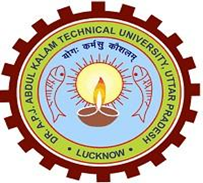 DR. A.P.J. ABDUL KALAM TECHNICAL UNIVERSITY, UTTAR PRADESH
योगः कर्मसु कौशलम्
• LUCKNOW •